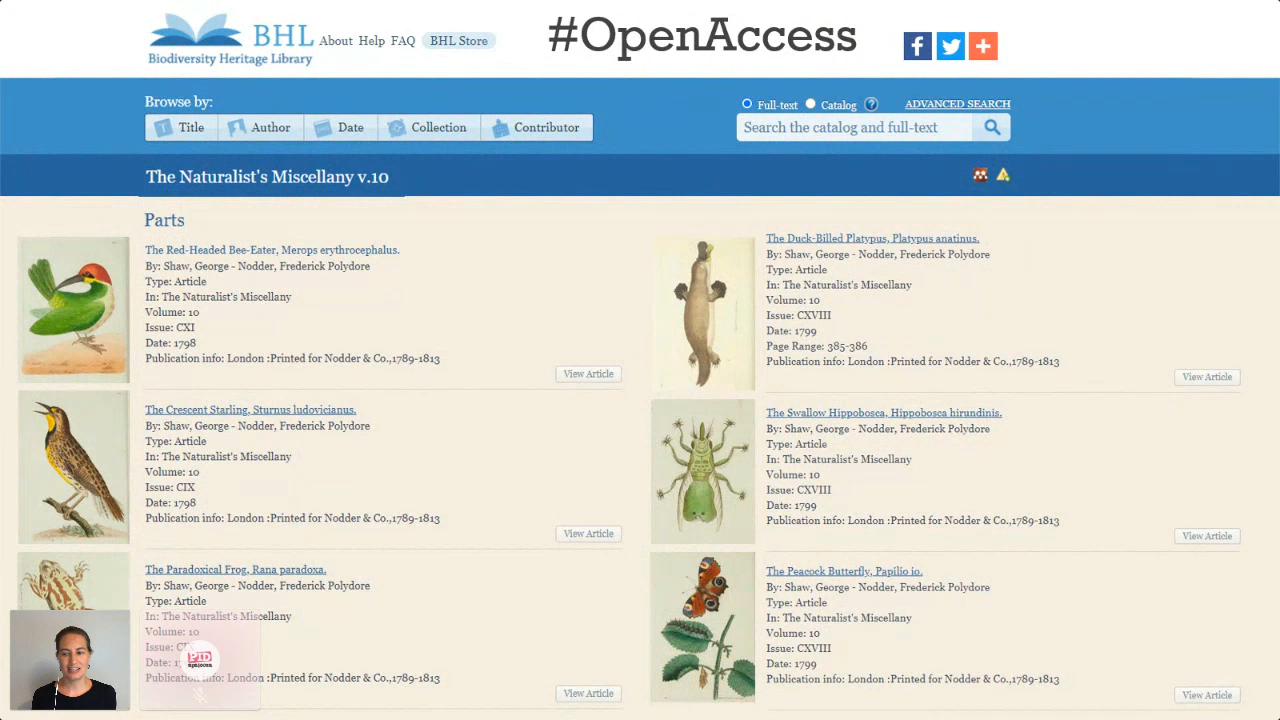 BHL
Biodiversity Heritage Library
About Help FAQ BHL Store
#OpenAccess
Browse by:
Title Author Date Collection Contributor
Full-text Catalog ? ADVANCED SEARCH
Search the catalog and full-text
The Naturalist's Miscellany v.10
Parts
The Red-Headed Bee-Eater, Merops erythrocephalus.
By: Shaw, George - Nodder, Frederick Polydore
Type: Article
In: The Naturalist's Miscellany
Volume: 10
Issue: CXI
Date: 1798
Publication info: London :Printed for Nodder & Co.,1789-1813
View Article
The Crescent Starling, Sturnus ludovicianus.
By: Shaw, George - Nodder, Frederick Polydore
Type: Article
In: The Naturalist's Miscellany
Volume: 10
Issue: CIX
Date: 1798
Publication info: London :Printed for Nodder & Co.,1789-1813
View Article
The Paradoxical Frog, Rana paradoxa.
By: Shaw, George - Nodder, Frederick Polydore
Type: Article
In: The Naturalist's Miscellany
Volume: 10
Issue:
Date:
Publication info: London :Printed for Nodder & Co.,1789-1813
View Article
PID
The Duck-Billed Platypus, Platypus anatinus.
By: Shaw, George - Nodder, Frederick Polydore
Type: Article
In: The Naturalist's Miscellany
Volume: 10
Issue: CXVIII
Date: 1799
Page Range: 385-386
Publication info: London :Printed for Nodder & Co.,1789-1813
View Article
The Swallow Hippobosca, Hippobosca hirundinis.
By: Shaw, George - Nodder, Frederick Polydore
Type: Article
In: The Naturalist's Miscellany
Volume: 10
Issue: CXVIII
Date: 1799
Publication info: London :Printed for Nodder & Co.,1789-1813
View Article
The Peacock Butterfly, Papilio io.
By: Shaw, George - Nodder, Frederick Polydore
Type: Article
In: The Naturalist's Miscellany
Volume: 10
Issue: CXVIII
Date: 1799
Publication info: London :Printed for Nodder & Co.,1789-1813
View Article